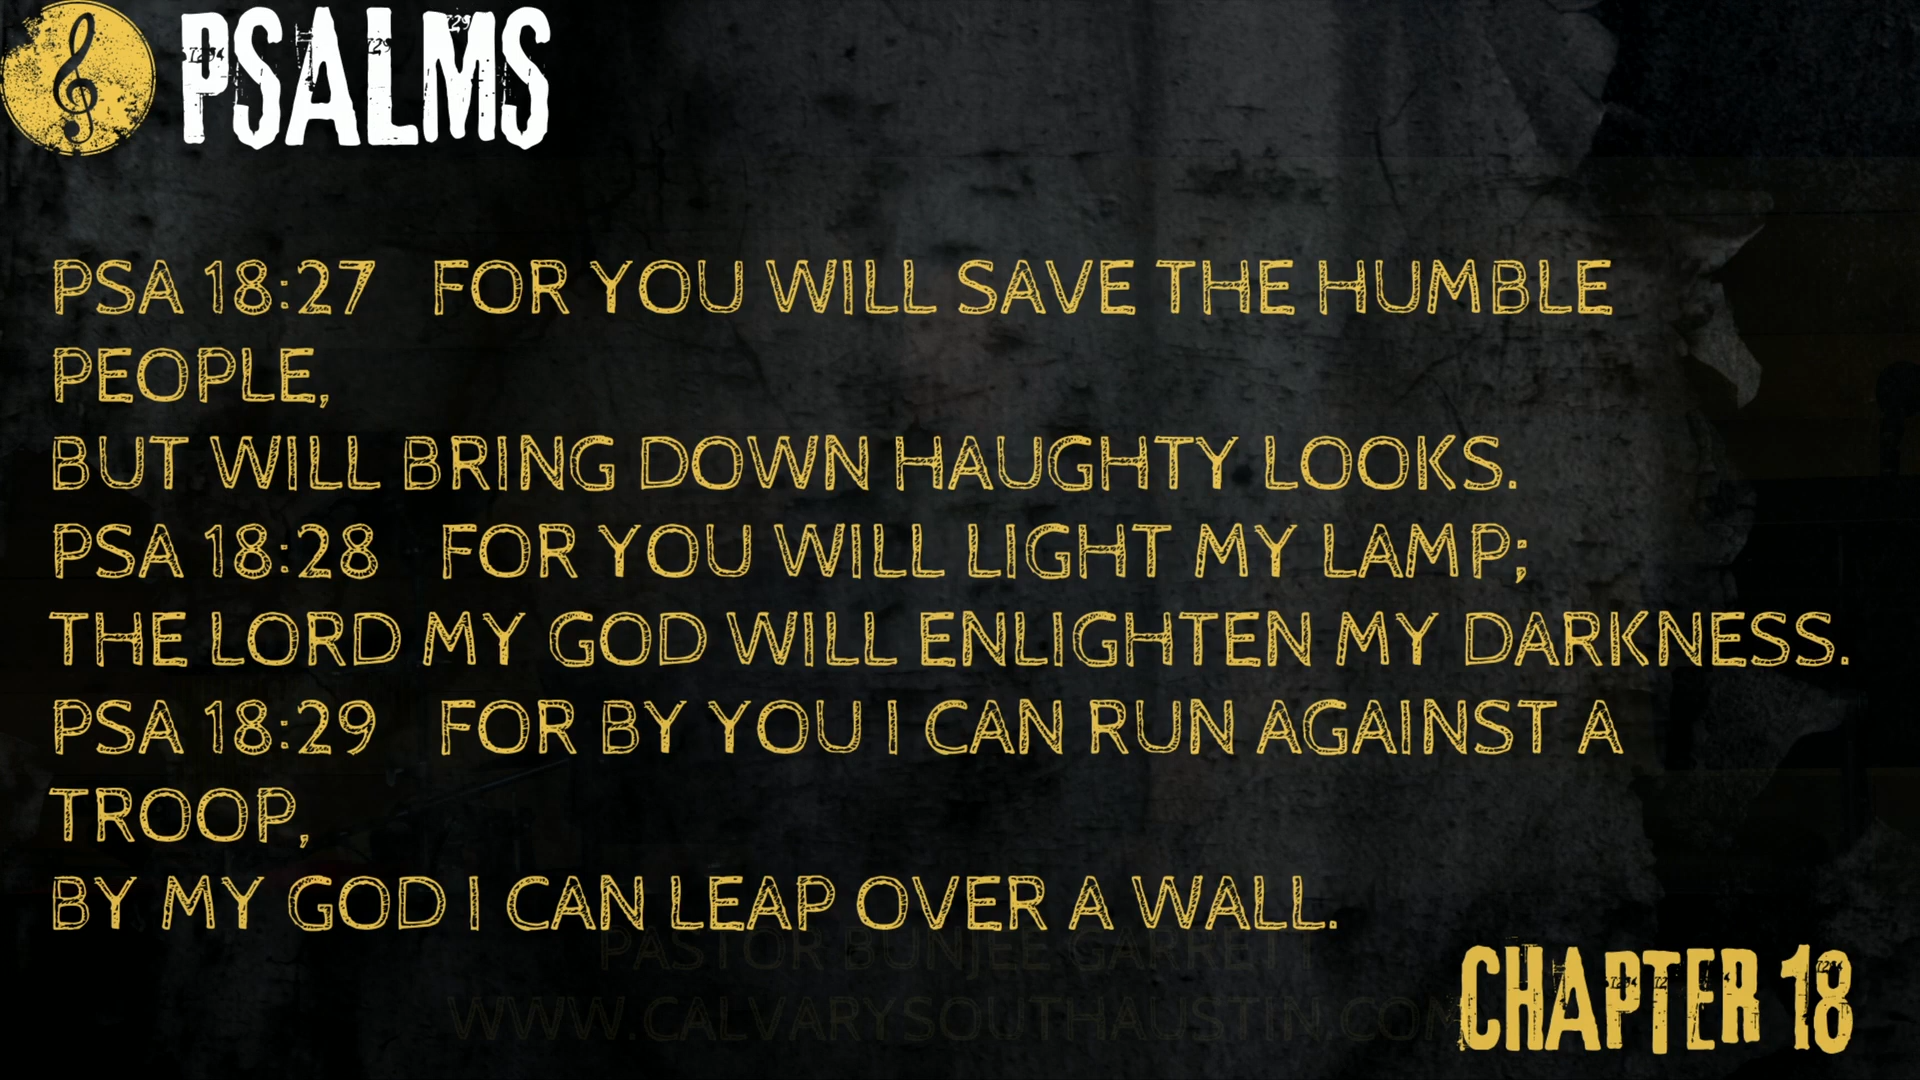 PSALMS
PSA 18:27 FOR YOU WILL SAVE THE HUMBLE
PEOPLE,
BUT WILL BRING DOWN HAUGHTY LOOKS.
PSA 18:28 FOR YOU WILL LIGHT MY LAMP;
THE LORD MY GOD WILL ENLIGHTEN MY DARKNESS.
PSA 18:29 FOR BY YOU I CAN RUN AGAINST A
TROOP,
BY MY GOD I CAN LEAP OVER A WALL.
PASTOR BUNJEE GARRETT
WWW.CALVARYSOUTHAUSTIN.COM
CHAPTER 18